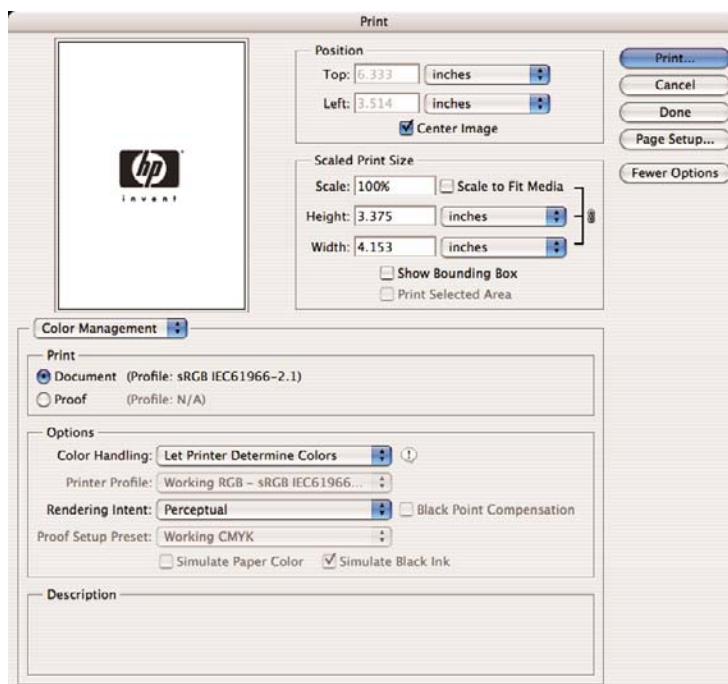 Print
hp
invent
Position
Top: 6.333 inches
Left: 3.514 inches
Center Image
Scaled Print Size
Scale: 100% Scale to Fit Media
Height: 3.375 inches
Width: 4.153 inches
Show Bounding Box
Print Selected Area
Print...
Cancel
Done
Page Setup...
Fewer Options
Color Management
Print
Document (Profile: sRGB IEC61966-2.1)
Proof (Profile: N/A)
Options
Color Handling: Let Printer Determine Colors
Printer Profile: Working RGB – sRGB IEC61966...
Rendering Intent: Perceptual Black Point Compensation
Proof Setup Preset: Working CMYK
Simulate Paper Color Simulate Black Ink
Description